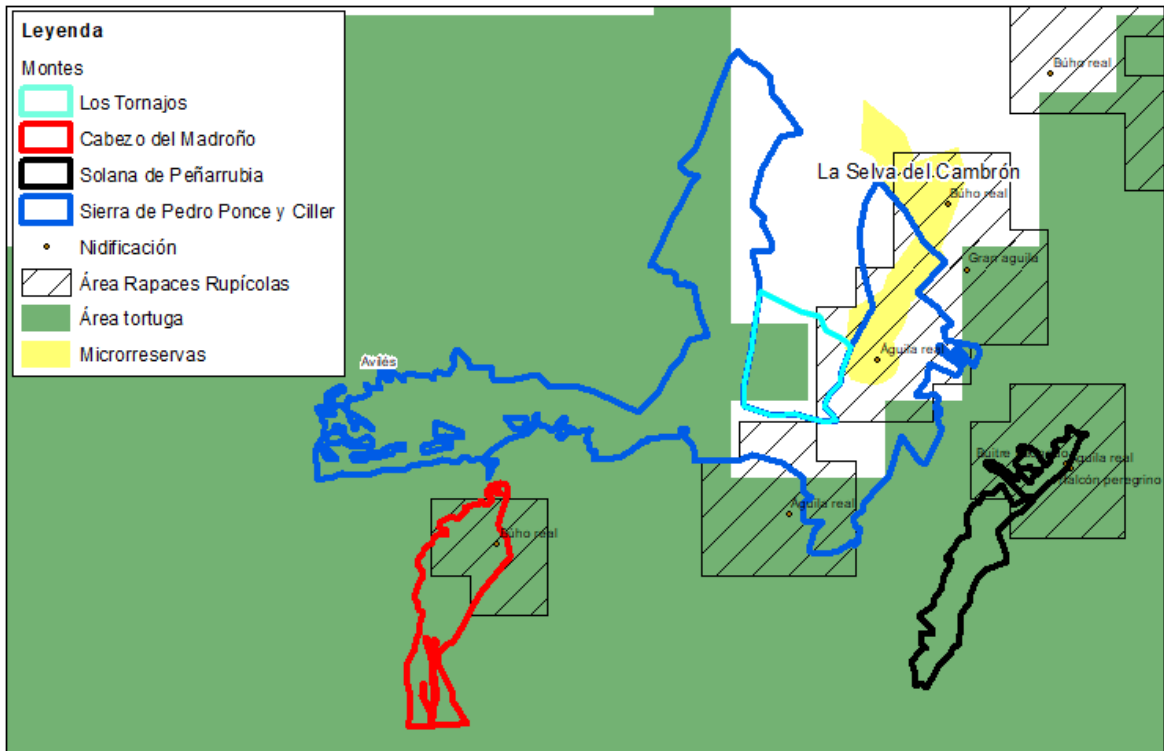 Leyenda
Montes
Los Tornajos
Cabezo del Madroño
Solana de Peñarrubia
Sierra de Pedro Ponce y Ciller
Nidificación
Área Rapaces Rupícolas
Área tortuga
Microrreservas
Búho real
La Selva del Cambrón
Búho real
Gran aguila
Avilés
Águila real
Buitre
Águila real
Halcón peregrino
Águila real
Búho real